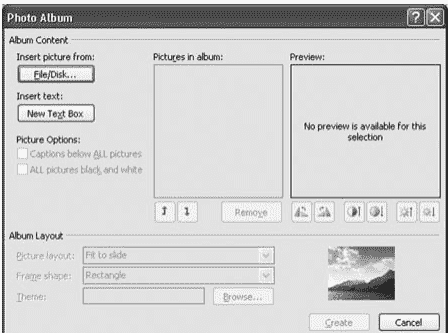 Photo Album
Album Content
Insert picture from:
File/Disk...
Insert text:
New Text Box
Picture Options:
Captions below ALL pictures
ALL pictures black and white
Pictures in album:
Remove
Preview:
No preview is available for this
selection
Album Layout
Picture layout: Fit to slide
Frame shape: Rectangle
Theme: Browse...
Create Cancel